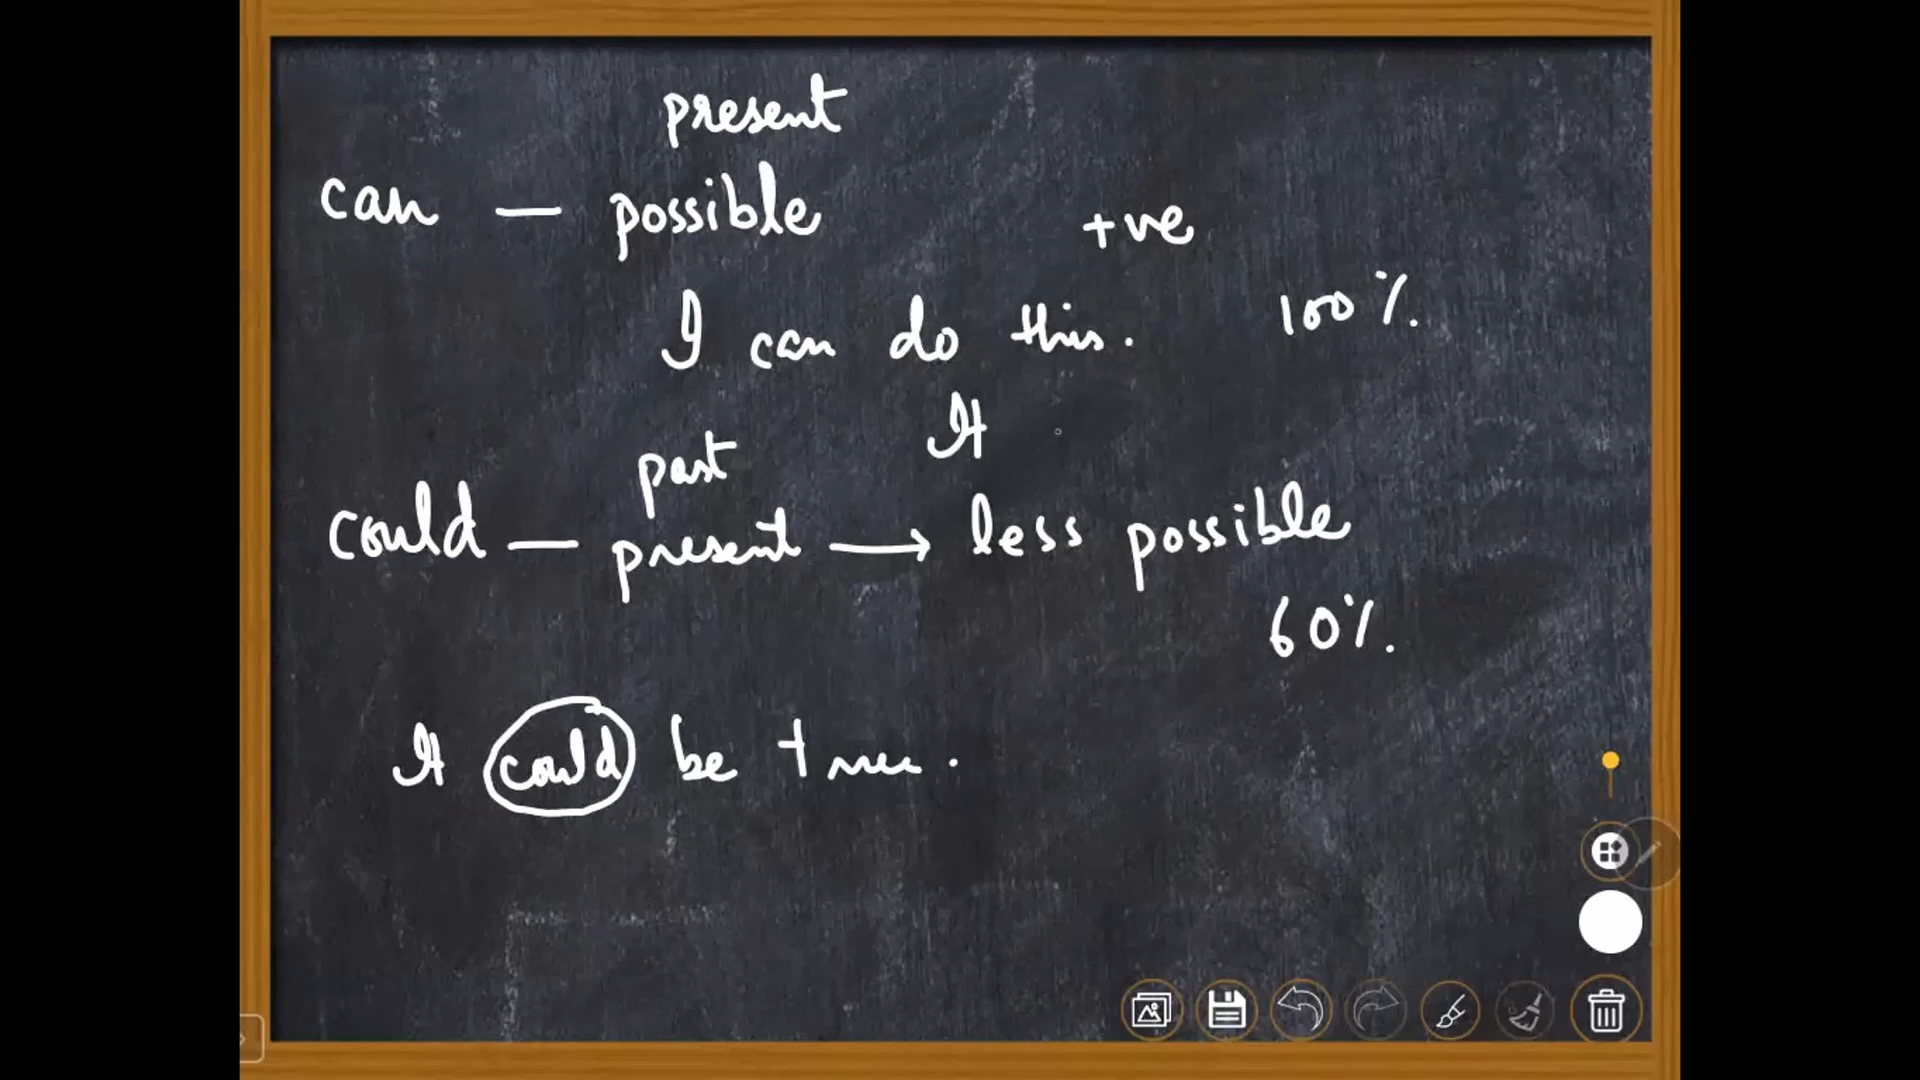 present
can — possible
+ve
I can do this. 100%.
It
past
could — present → less possible
60%.
It could be true.